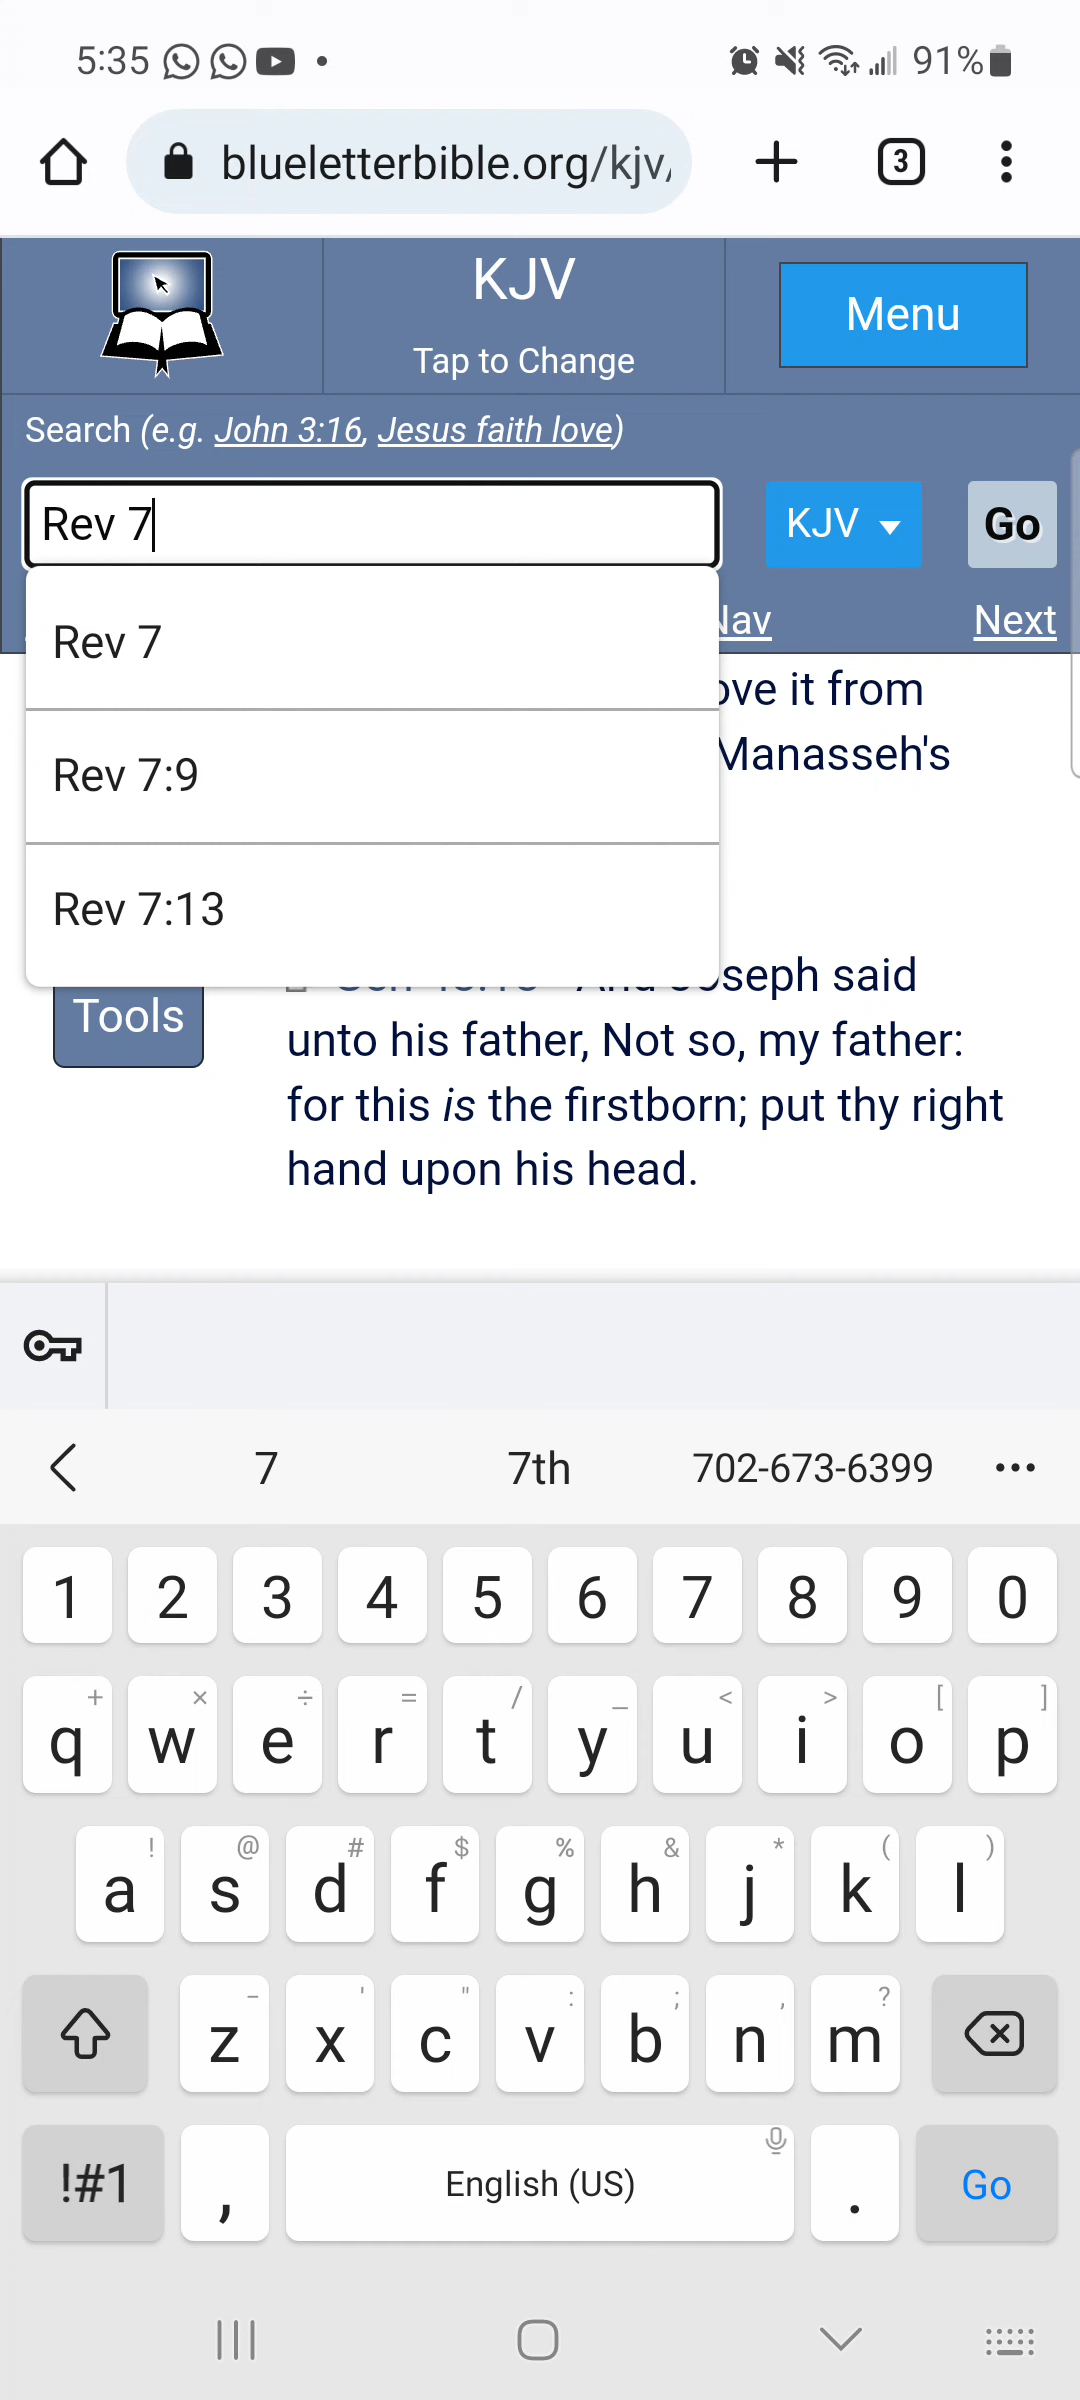 5:35 91%
blueletterbible.org/kjv/
3
KJV
Tap to Change
Menu
Search (e.g. John 3:16, Jesus faith love)
Rev 7
KJV
Go
Nav Next
Rev 7
Rev 7:9
Rev 7:13
ove it from
Manasseh's
Tools
seph said
unto his father, Not so, my father:
for this is the firstborn; put thy right
hand upon his head.
7 7th 702-673-6399 •••
1 2 3 4 5 6 7 8 9 0
+ × ÷ = / _ < > [ ]
q w e r t y u i o p
! @ # $ % & * ( )
a s d f g h j k l
- ' " : ; , ?
z x c v b n m
!#1 , English (US) . Go